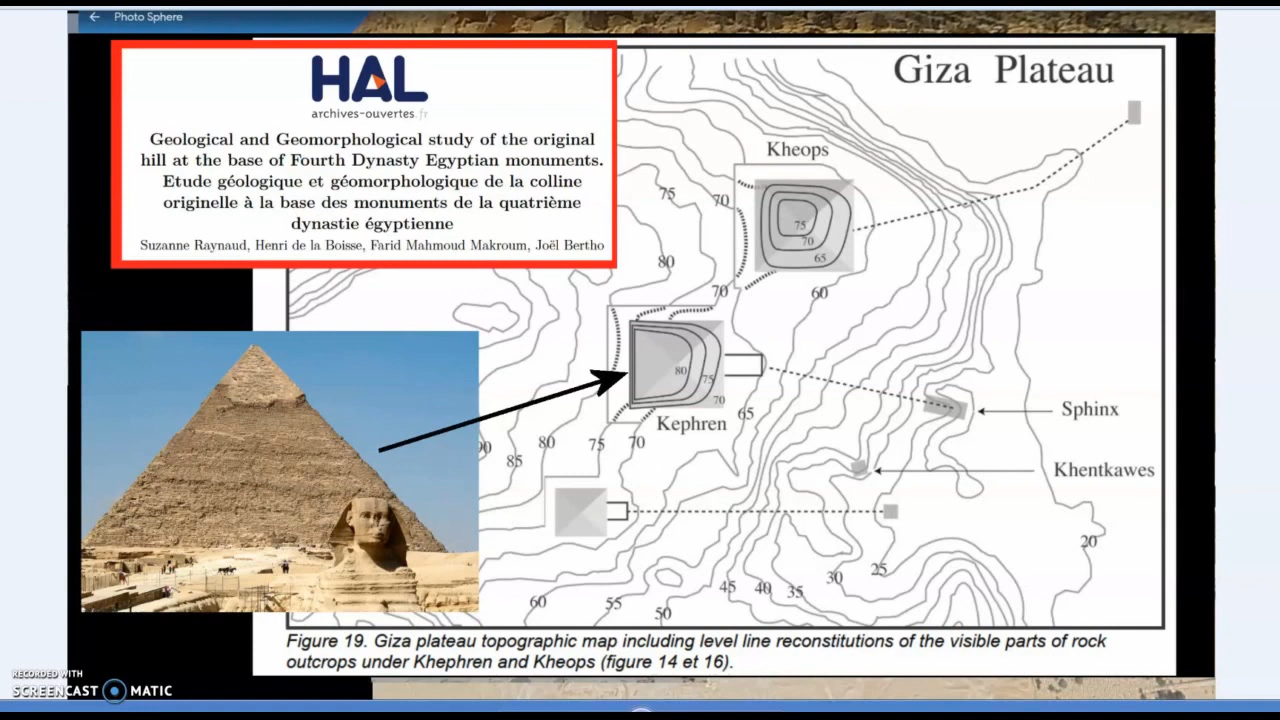 Photo Sphere
HAL
archives-ouvertes.fr
Geological and Geomorphological study of the original
hill at the base of Fourth Dynasty Egyptian monuments.
Etude géologique et géomorphologique de la colline
originelle à la base des monuments de la quatrième
dynastie égyptienne
Suzanne Raynaud, Henri de la Boisse, Farid Mahmoud Makroum, Joël Bertho
Giza Plateau
Kheops
75
70
75
70
65
80
70
60
80
75
70
Kephren
65
Sphinx
90
85
80
75
70
Khentkawes
20
25
30
35
40
45
50
55
60
Figure 19. Giza plateau topographic map including level line reconstitutions of the visible parts of rock
outcrops under Khephren and Kheops (figure 14 et 16).
RECORDED WITH
SCREENCAST MATIC